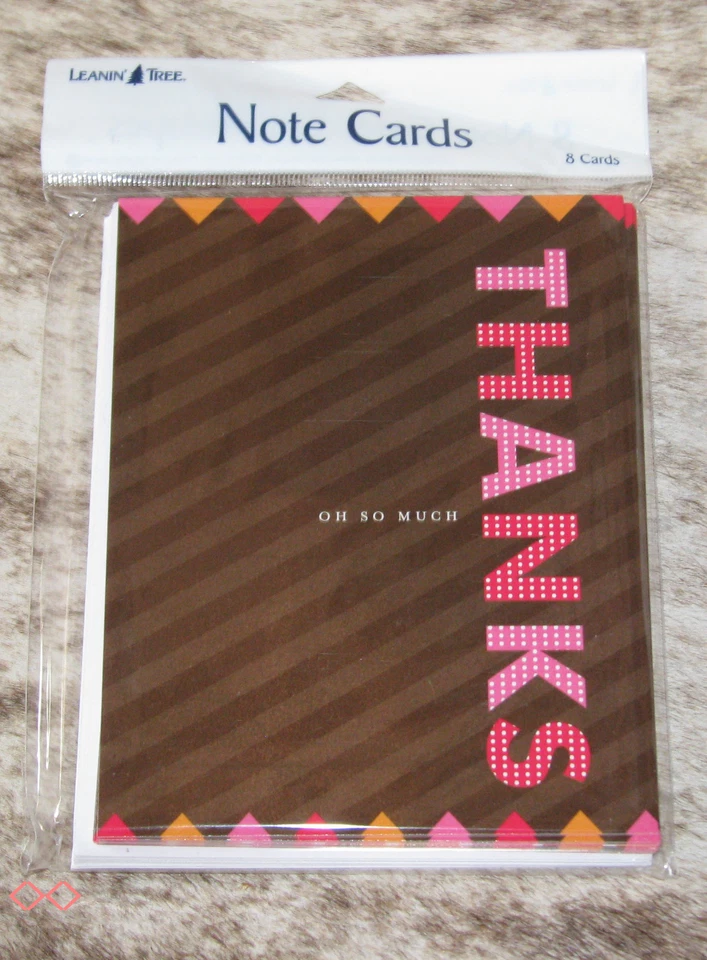 LEANIN' TREE.
Note Cards
8 Cards
THANKS
OH SO MUCH